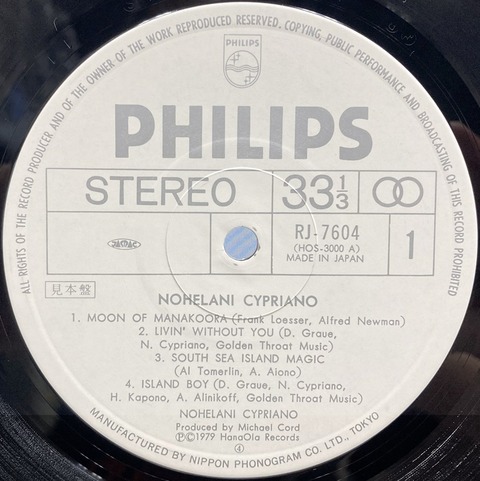 ALL RIGHTS OF THE RECORD PRODUCER AND OF THE OWNER OF THE WORK REPRODUCED RESERVED, COPYING, PUBLIC PERFORMANCE AND BROADCASTING OF THIS RECORD PROHIBITED
PHILIPS
PHILIPS
STEREO 33 1/3
JASRAC
RJ-7604
(HOS-3000 A)
MADE IN JAPAN
1
見本盤
NOHELANI CYPRIANO
1. MOON OF MANAKOORA (Frank Loesser, Alfred Newman)
2. LIVIN' WITHOUT YOU (D. Graue,
N. Cypriano, Golden Throat Music)
3. SOUTH SEA ISLAND MAGIC
(Al Tomerlin, A. Aiono)
4. ISLAND BOY (D. Graue, N. Cypriano,
H. Kapono, A. Alinikoff, Golden Throat Music)
NOHELANI CYPRIANO
Produced by Michael Cord
ⓅⒸ1979 HanaOla Records
④
MANUFACTURED BY NIPPON PHONOGRAM CO., LTD., TOKYO